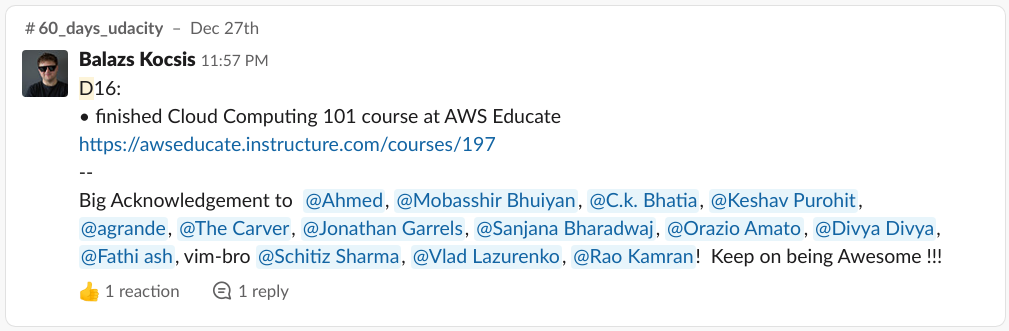 # 60_days_udacity – Dec 27th
Balazs Kocsis 11:57 PM
D16:
• finished Cloud Computing 101 course at AWS Educate
https://awseducate.instructure.com/courses/197
--
Big Acknowledgement to @Ahmed, @Mobasshir Bhuiyan, @C.k. Bhatia, @Keshav Purohit,
@agrande, @The Carver, @Jonathan Garrels, @Sanjana Bharadwaj, @Orazio Amato, @Divya Divya,
@Fathi ash, vim-bro @Schitiz Sharma, @Vlad Lazurenko, @Rao Kamran! Keep on being Awesome !!!
👍 1 reaction 1 reply